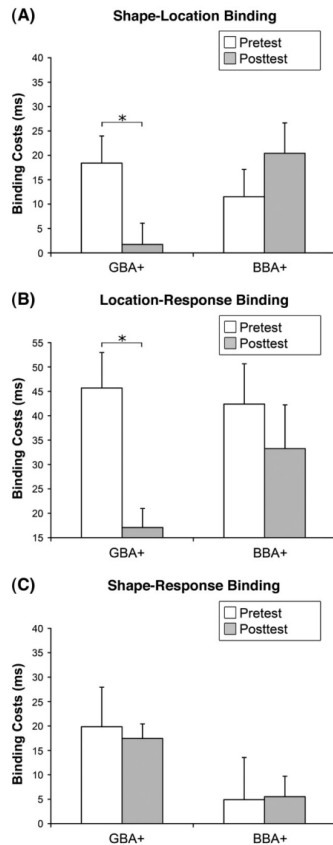 (A) Shape-Location Binding
Pretest
Posttest
Binding Costs (ms)
40
35
30
25
20
15
10
5
0
*
GBA+ BBA+
(B) Location-Response Binding
Pretest
Posttest
Binding Costs (ms)
55
50
45
40
35
30
25
20
15
*
GBA+ BBA+
(C) Shape-Response Binding
Pretest
Posttest
Binding Costs (ms)
40
35
30
25
20
15
10
5
0
GBA+ BBA+